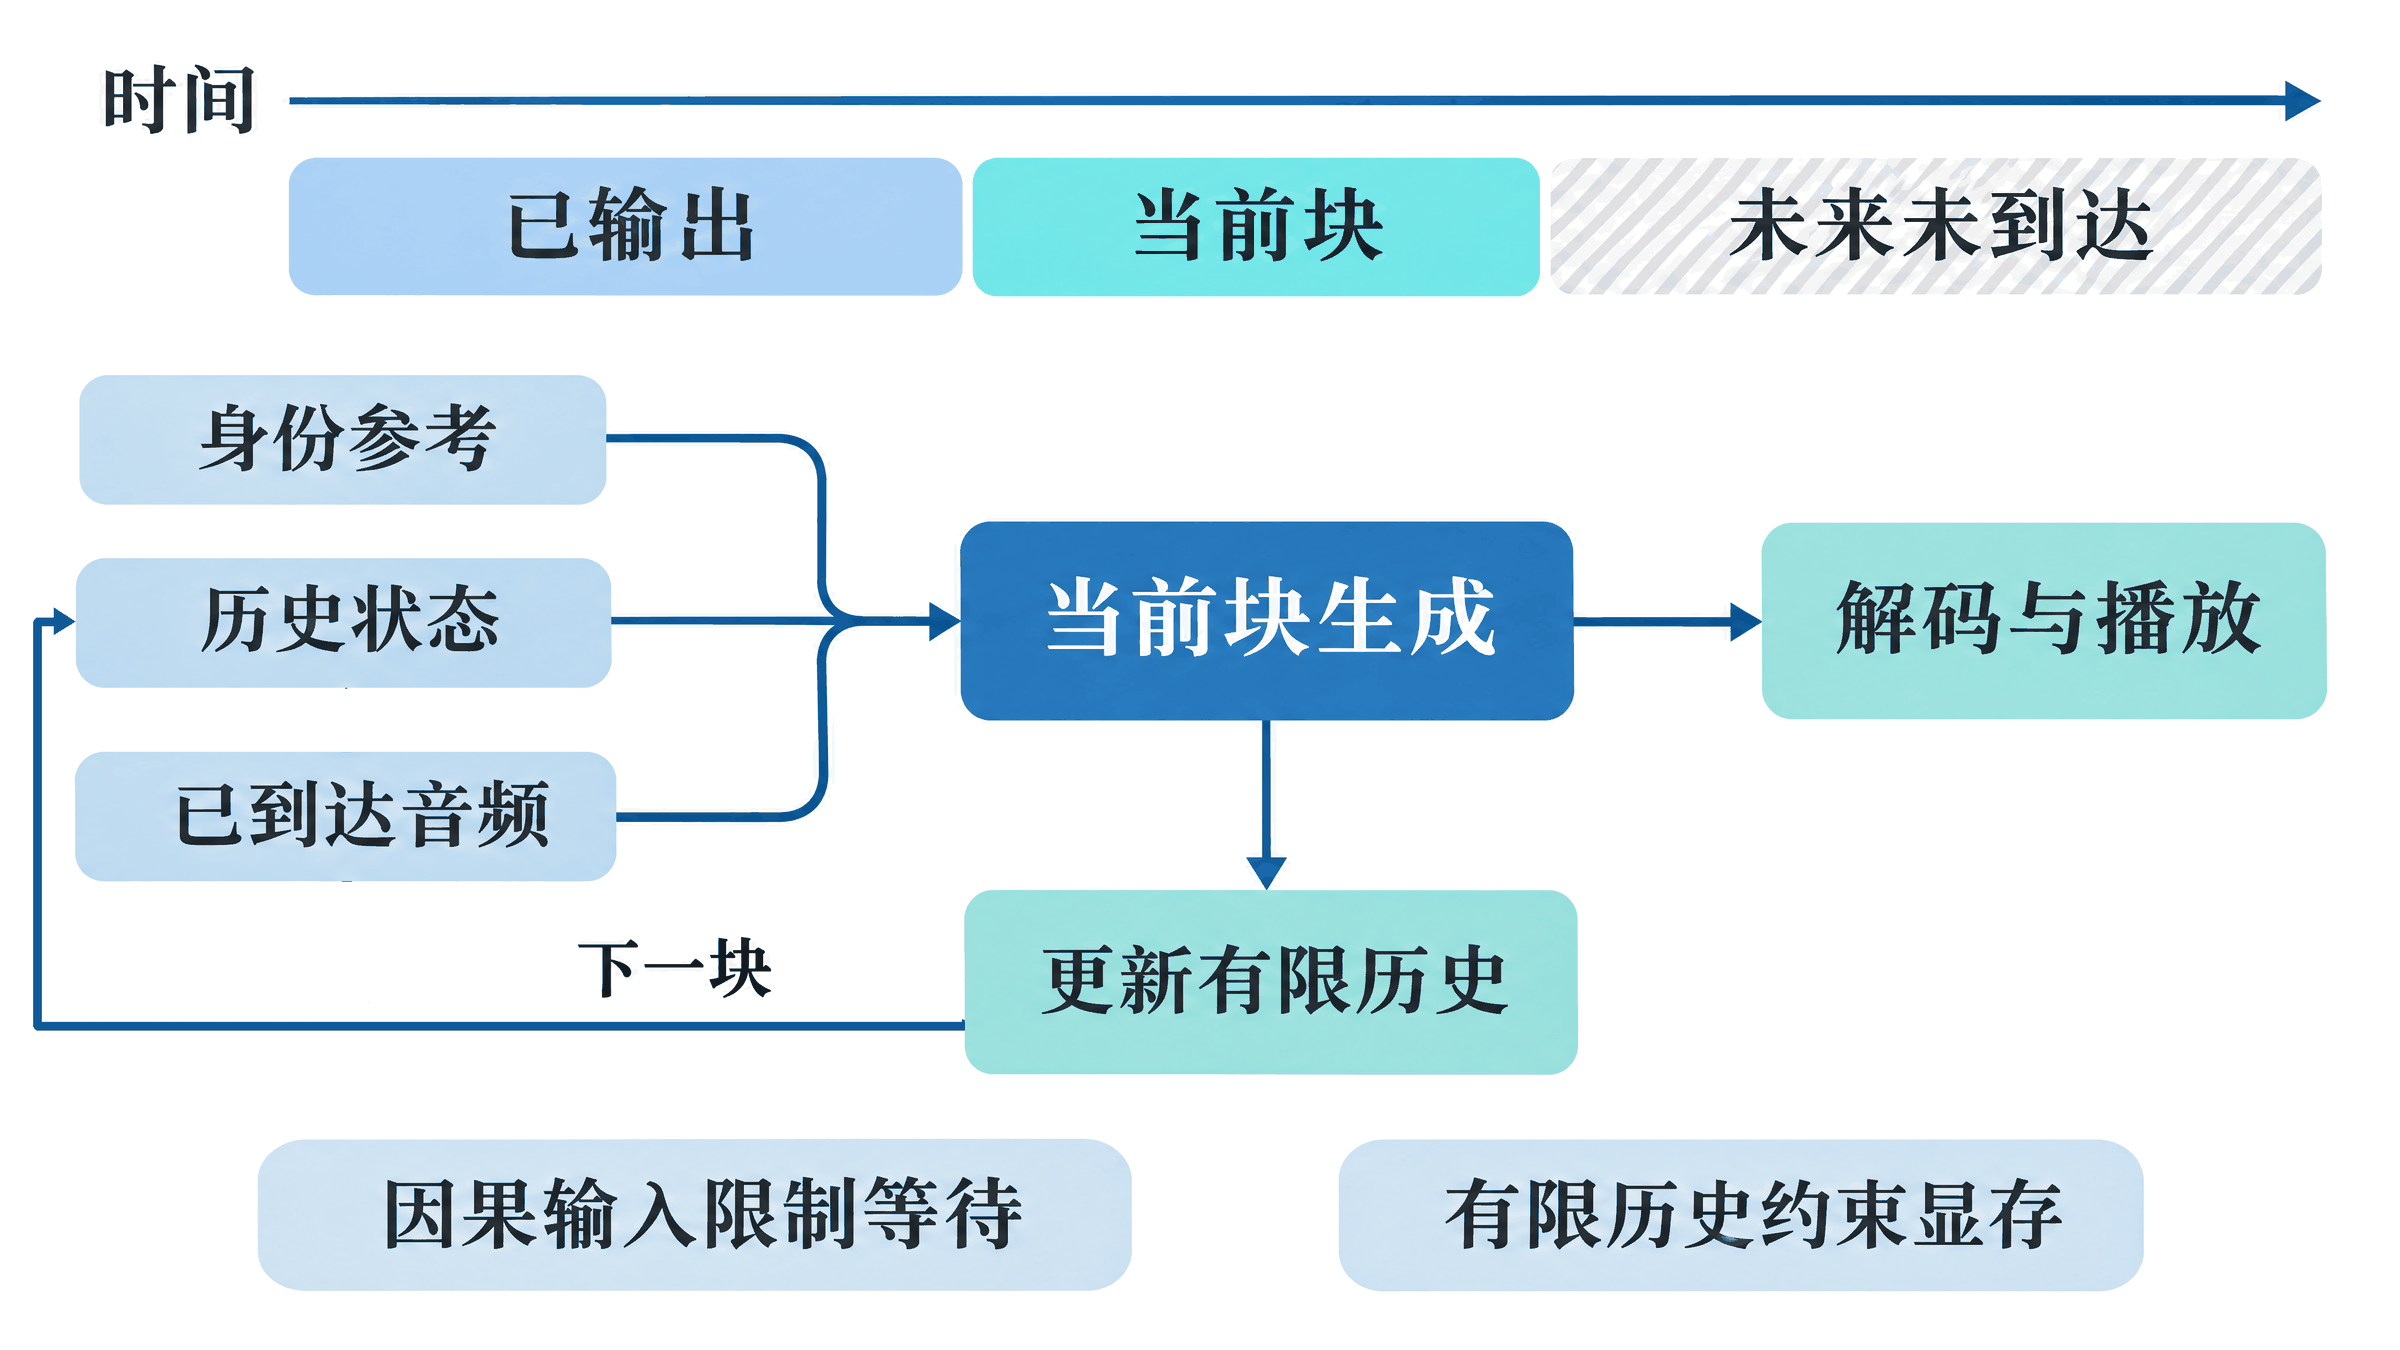 时间
已输出
当前块
未来未到达
身份参考
历史状态
已到达音频
当前块生成
解码与播放
下一块
更新有限历史
因果输入限制等待
有限历史约束显存